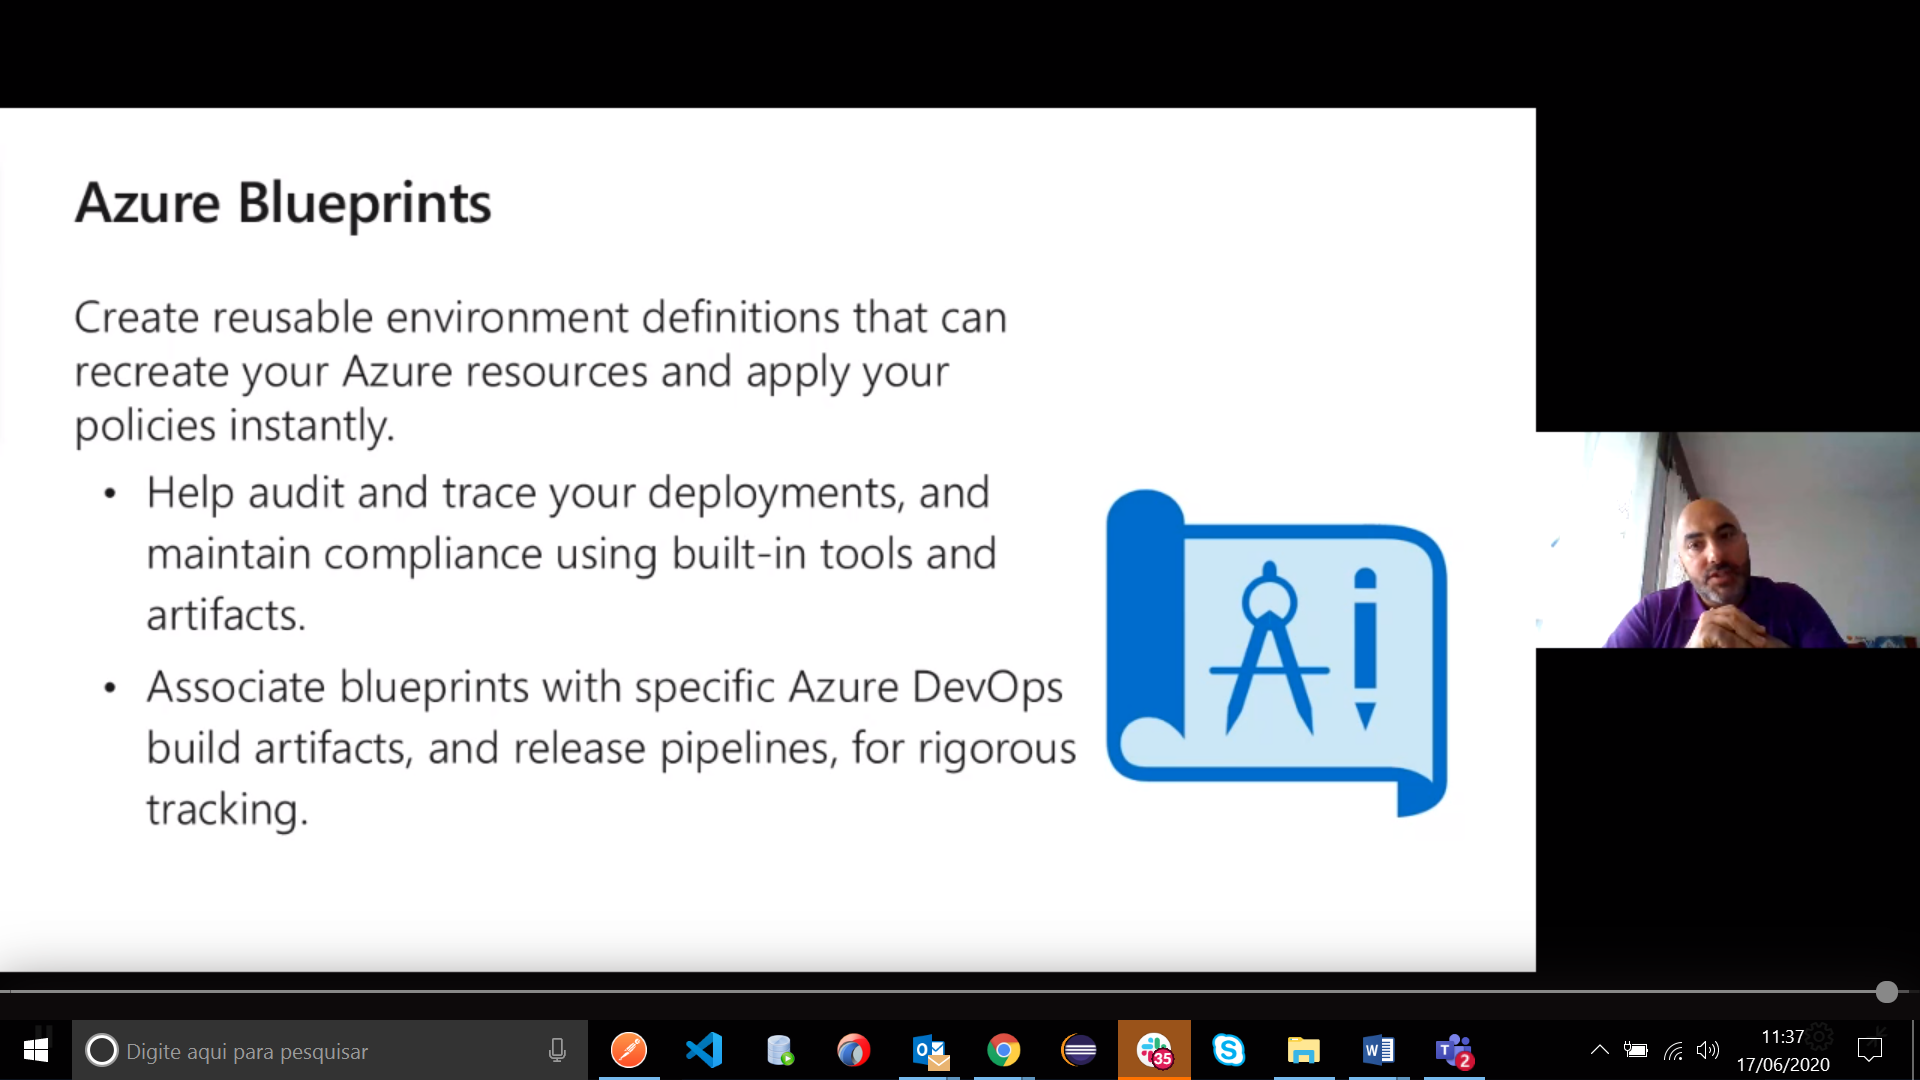 Azure Blueprints
Create reusable environment definitions that can
recreate your Azure resources and apply your
policies instantly.
• Help audit and trace your deployments, and
maintain compliance using built-in tools and
artifacts.
• Associate blueprints with specific Azure DevOps
build artifacts, and release pipelines, for rigorous
tracking.
Digite aqui para pesquisar
35
2
11:37
17/06/2020